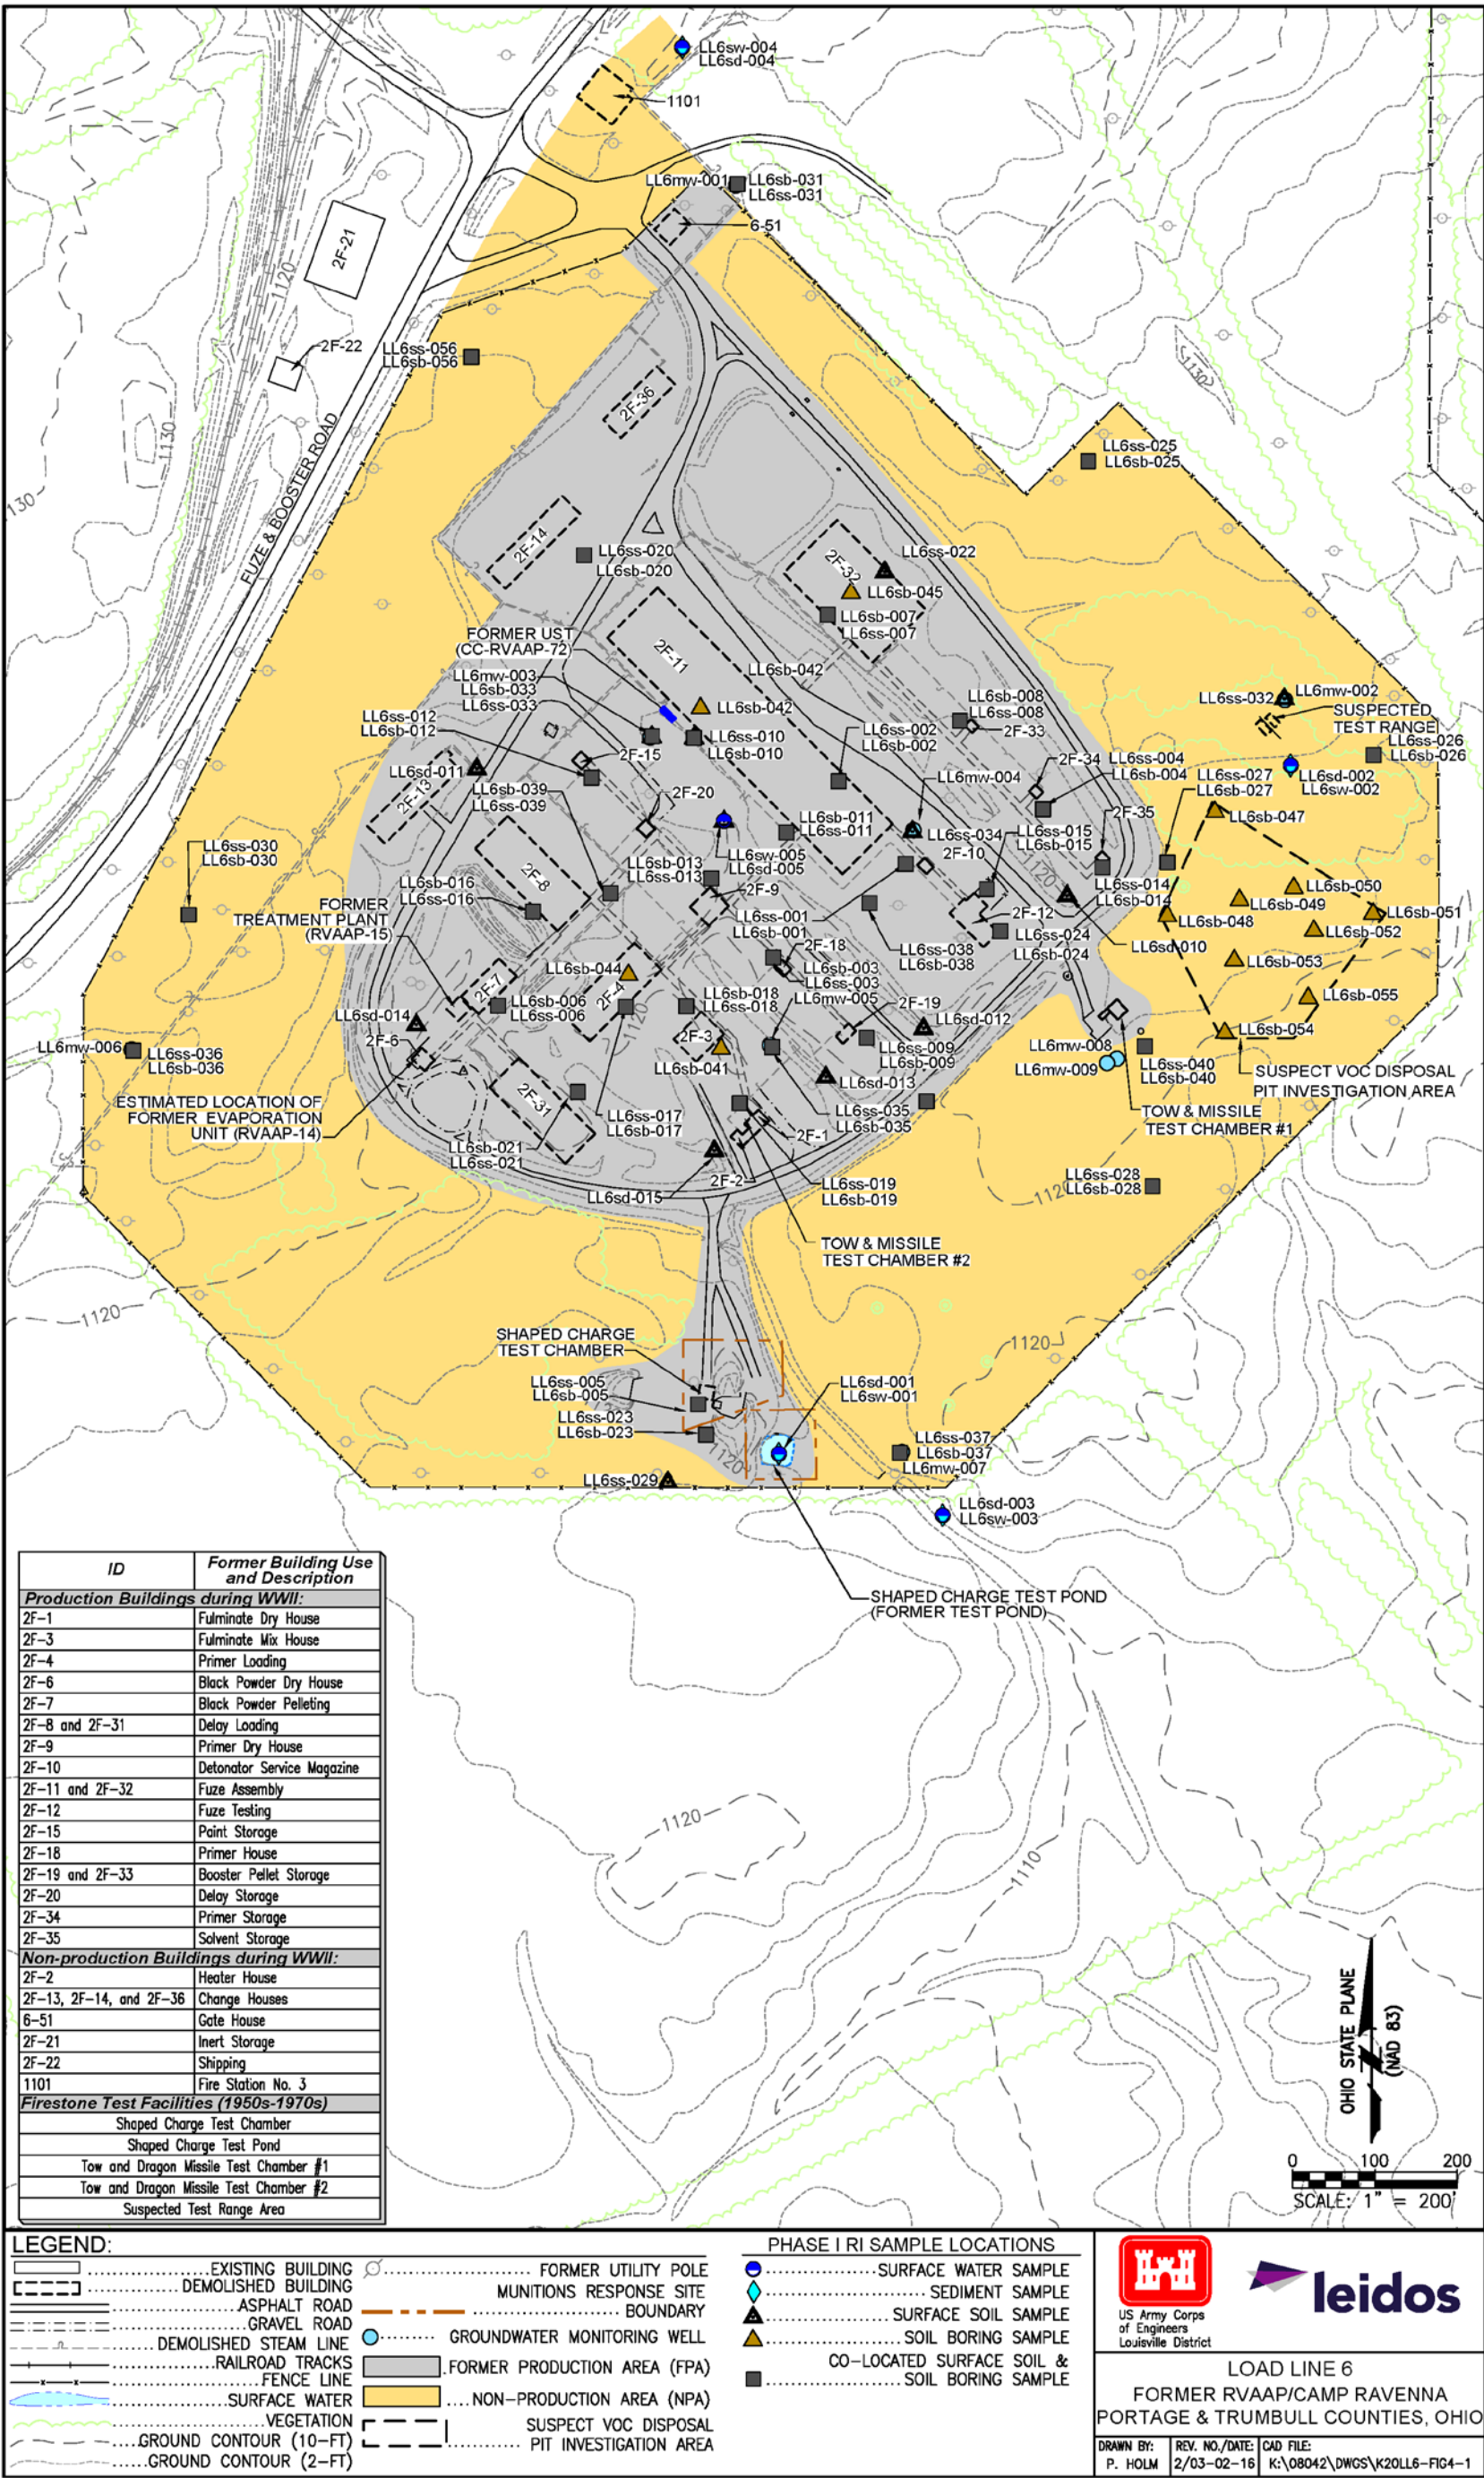 LL6sw-004
LL6sd-004
1101
LL6mw-001
LL6sb-031
LL6ss-031
6-51
2F-21
1120
2F-22
LL6ss-056
LL6sb-056
1130
2F-36
1130
LL6ss-025
LL6sb-025
130
FUZE & BOOSTER ROAD
2F-14
LL6ss-020
LL6sb-020
2F-32
LL6ss-022
LL6sb-045
LL6sb-007
LL6ss-007
FORMER UST
(CC-RVAAP-72)
2F-11
LL6sb-042
LL6mw-003
LL6sb-033
LL6ss-033
LL6sb-042
LL6sb-008
LL6ss-008
2F-33
LL6ss-032
LL6mw-002
SUSPECTED
TEST RANGE
LL6ss-012
LL6sb-012
LL6ss-010
LL6sb-010
LL6ss-002
LL6sb-002
LL6ss-026
LL6sb-026
2F-15
LL6sd-011
2F-13
2F-34
LL6ss-004
LL6sb-004
LL6sd-002
LL6sw-002
LL6mw-004
LL6ss-027
LL6sb-027
LL6sb-039
LL6ss-039
2F-20
2F-35
LL6sb-047
LL6sb-011
LL6ss-011
LL6ss-034
2F-10
LL6ss-015
LL6sb-015
LL6ss-030
LL6sb-030
LL6sb-013
LL6ss-013
LL6sw-005
LL6sd-005
2F-8
1120
LL6ss-014
LL6sb-014
LL6sb-050
LL6sb-016
LL6ss-016
2F-9
LL6sb-049
LL6sb-051
FORMER
TREATMENT PLANT
(RVAAP-15)
LL6ss-001
LL6sb-001
2F-12
LL6sb-048
LL6sb-052
LL6ss-024
LL6sb-024
LL6sd-010
LL6ss-038
LL6sb-038
2F-18
LL6sb-053
LL6sb-044
LL6sb-003
LL6ss-003
2F-7
2F-4
LL6mw-005
LL6sb-006
LL6ss-006
LL6sb-018
LL6ss-018
2F-19
LL6sb-055
LL6sd-014
1120
LL6sd-012
2F-6
2F-3
LL6sb-054
LL6mw-006
LL6ss-036
LL6sb-036
LL6ss-009
LL6sb-009
LL6mw-008
LL6mw-009
LL6ss-040
LL6sb-040
SUSPECT VOC DISPOSAL
PIT INVESTIGATION AREA
LL6sb-041
LL6sd-013
ESTIMATED LOCATION OF
FORMER EVAPORATION
UNIT (RVAAP-14)
2F-31
LL6ss-017
LL6sb-017
LL6ss-035
LL6sb-035
TOW & MISSILE
TEST CHAMBER #1
2F-1
LL6sb-021
LL6ss-021
LL6ss-028
LL6sb-028
2F-2
LL6sd-015
LL6ss-019
LL6sb-019
1120
TOW & MISSILE
TEST CHAMBER #2
1120
SHAPED CHARGE
TEST CHAMBER
1120
LL6ss-005
LL6sb-005
LL6sd-001
LL6sw-001
LL6ss-023
LL6sb-023
1120
LL6ss-037
LL6sb-037
LL6mw-007
LL6ss-029
LL6sd-003
LL6sw-003
SHAPED CHARGE TEST POND
(FORMER TEST POND)
1120
1110
ID Former Building Use
and Description
Production Buildings during WWII:
2F-1 Fulminate Dry House
2F-3 Fulminate Mix House
2F-4 Primer Loading
2F-6 Black Powder Dry House
2F-7 Black Powder Pelleting
2F-8 and 2F-31 Delay Loading
2F-9 Primer Dry House
2F-10 Detonator Service Magazine
2F-11 and 2F-32 Fuze Assembly
2F-12 Fuze Testing
2F-15 Paint Storage
2F-18 Primer House
2F-19 and 2F-33 Booster Pellet Storage
2F-20 Delay Storage
2F-34 Primer Storage
2F-35 Solvent Storage
Non-production Buildings during WWII:
2F-2 Heater House
2F-13, 2F-14, and 2F-36 Change Houses
6-51 Gate House
2F-21 Inert Storage
2F-22 Shipping
1101 Fire Station No. 3
Firestone Test Facilities (1950s-1970s)
Shaped Charge Test Chamber
Shaped Charge Test Pond
Tow and Dragon Missile Test Chamber #1
Tow and Dragon Missile Test Chamber #2
Suspected Test Range Area
OHIO STATE PLANE
(NAD 83)
0 100 200
SCALE: 1" = 200'
LEGEND:
EXISTING BUILDING
DEMOLISHED BUILDING
ASPHALT ROAD
GRAVEL ROAD
DEMOLISHED STEAM LINE
RAILROAD TRACKS
FENCE LINE
SURFACE WATER
VEGETATION
GROUND CONTOUR (10-FT)
GROUND CONTOUR (2-FT)
FORMER UTILITY POLE
MUNITIONS RESPONSE SITE
BOUNDARY
GROUNDWATER MONITORING WELL
FORMER PRODUCTION AREA (FPA)
NON-PRODUCTION AREA (NPA)
SUSPECT VOC DISPOSAL
PIT INVESTIGATION AREA
PHASE I RI SAMPLE LOCATIONS
SURFACE WATER SAMPLE
SEDIMENT SAMPLE
SURFACE SOIL SAMPLE
SOIL BORING SAMPLE
CO-LOCATED SURFACE SOIL &
SOIL BORING SAMPLE
US Army Corps
of Engineers
Louisville District
leidos
LOAD LINE 6
FORMER RVAAP/CAMP RAVENNA
PORTAGE & TRUMBULL COUNTIES, OHIO
DRAWN BY: REV. NO./DATE: CAD FILE:
P. HOLM 2/03-02-16 K:\08042\DWGS\K20LL6-FIG4-1